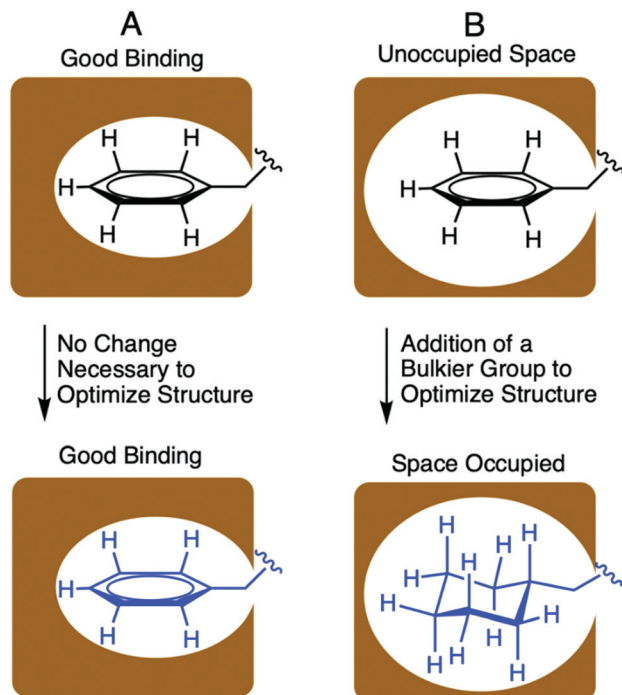 A
Good Binding
H H
H
H H
No Change
Necessary to
Optimize Structure
Good Binding
H H
H
H H
B
Unoccupied Space
H H
H
H H
Addition of a
Bulkier Group to
Optimize Structure
Space Occupied
H H H
H
H H H
H
H H
H